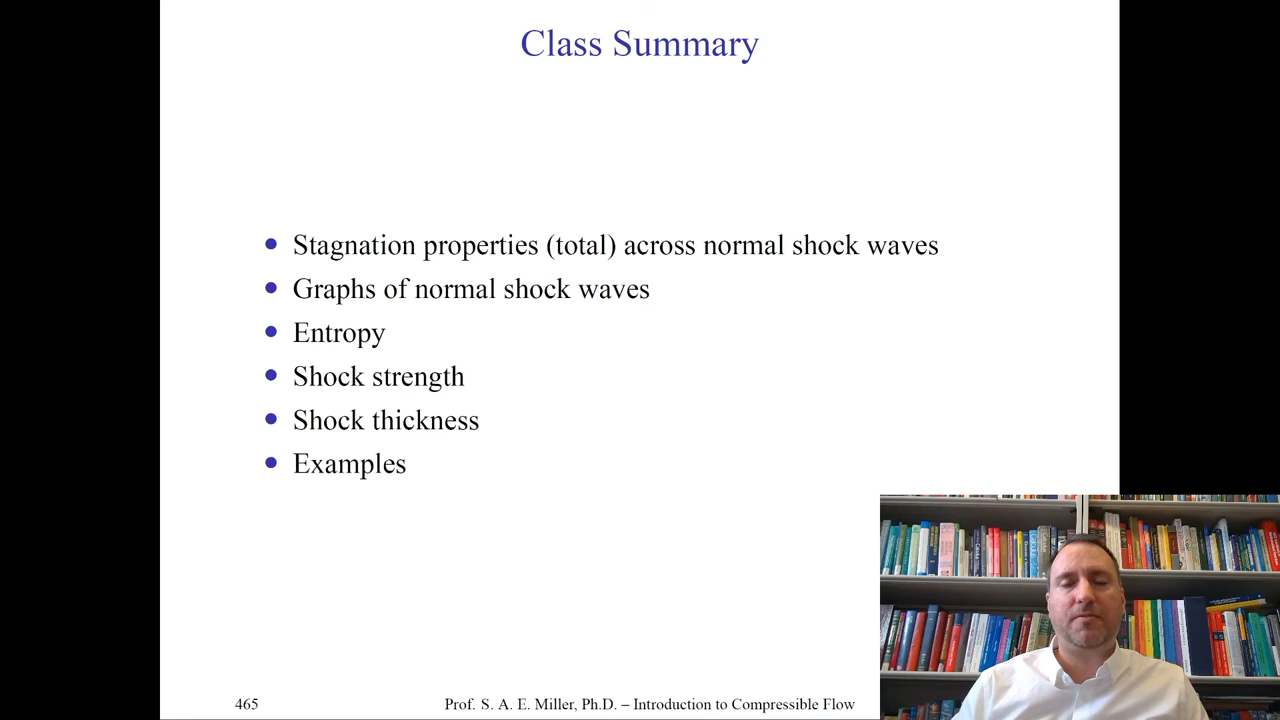 Class Summary
Stagnation properties (total) across normal shock waves
Graphs of normal shock waves
Entropy
Shock strength
Shock thickness
Examples
465
Prof. S. A. E. Miller, Ph.D. – Introduction to Compressible Flow